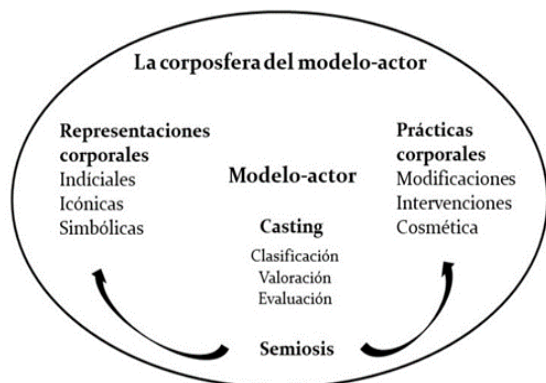 La corposfera del modelo-actor
Representaciones
corporales
Indíciales
Icónicas
Simbólicas
Modelo-actor
Casting
Clasificación
Valoración
Evaluación
Semiosis
Prácticas
corporales
Modificaciones
Intervenciones
Cosmética